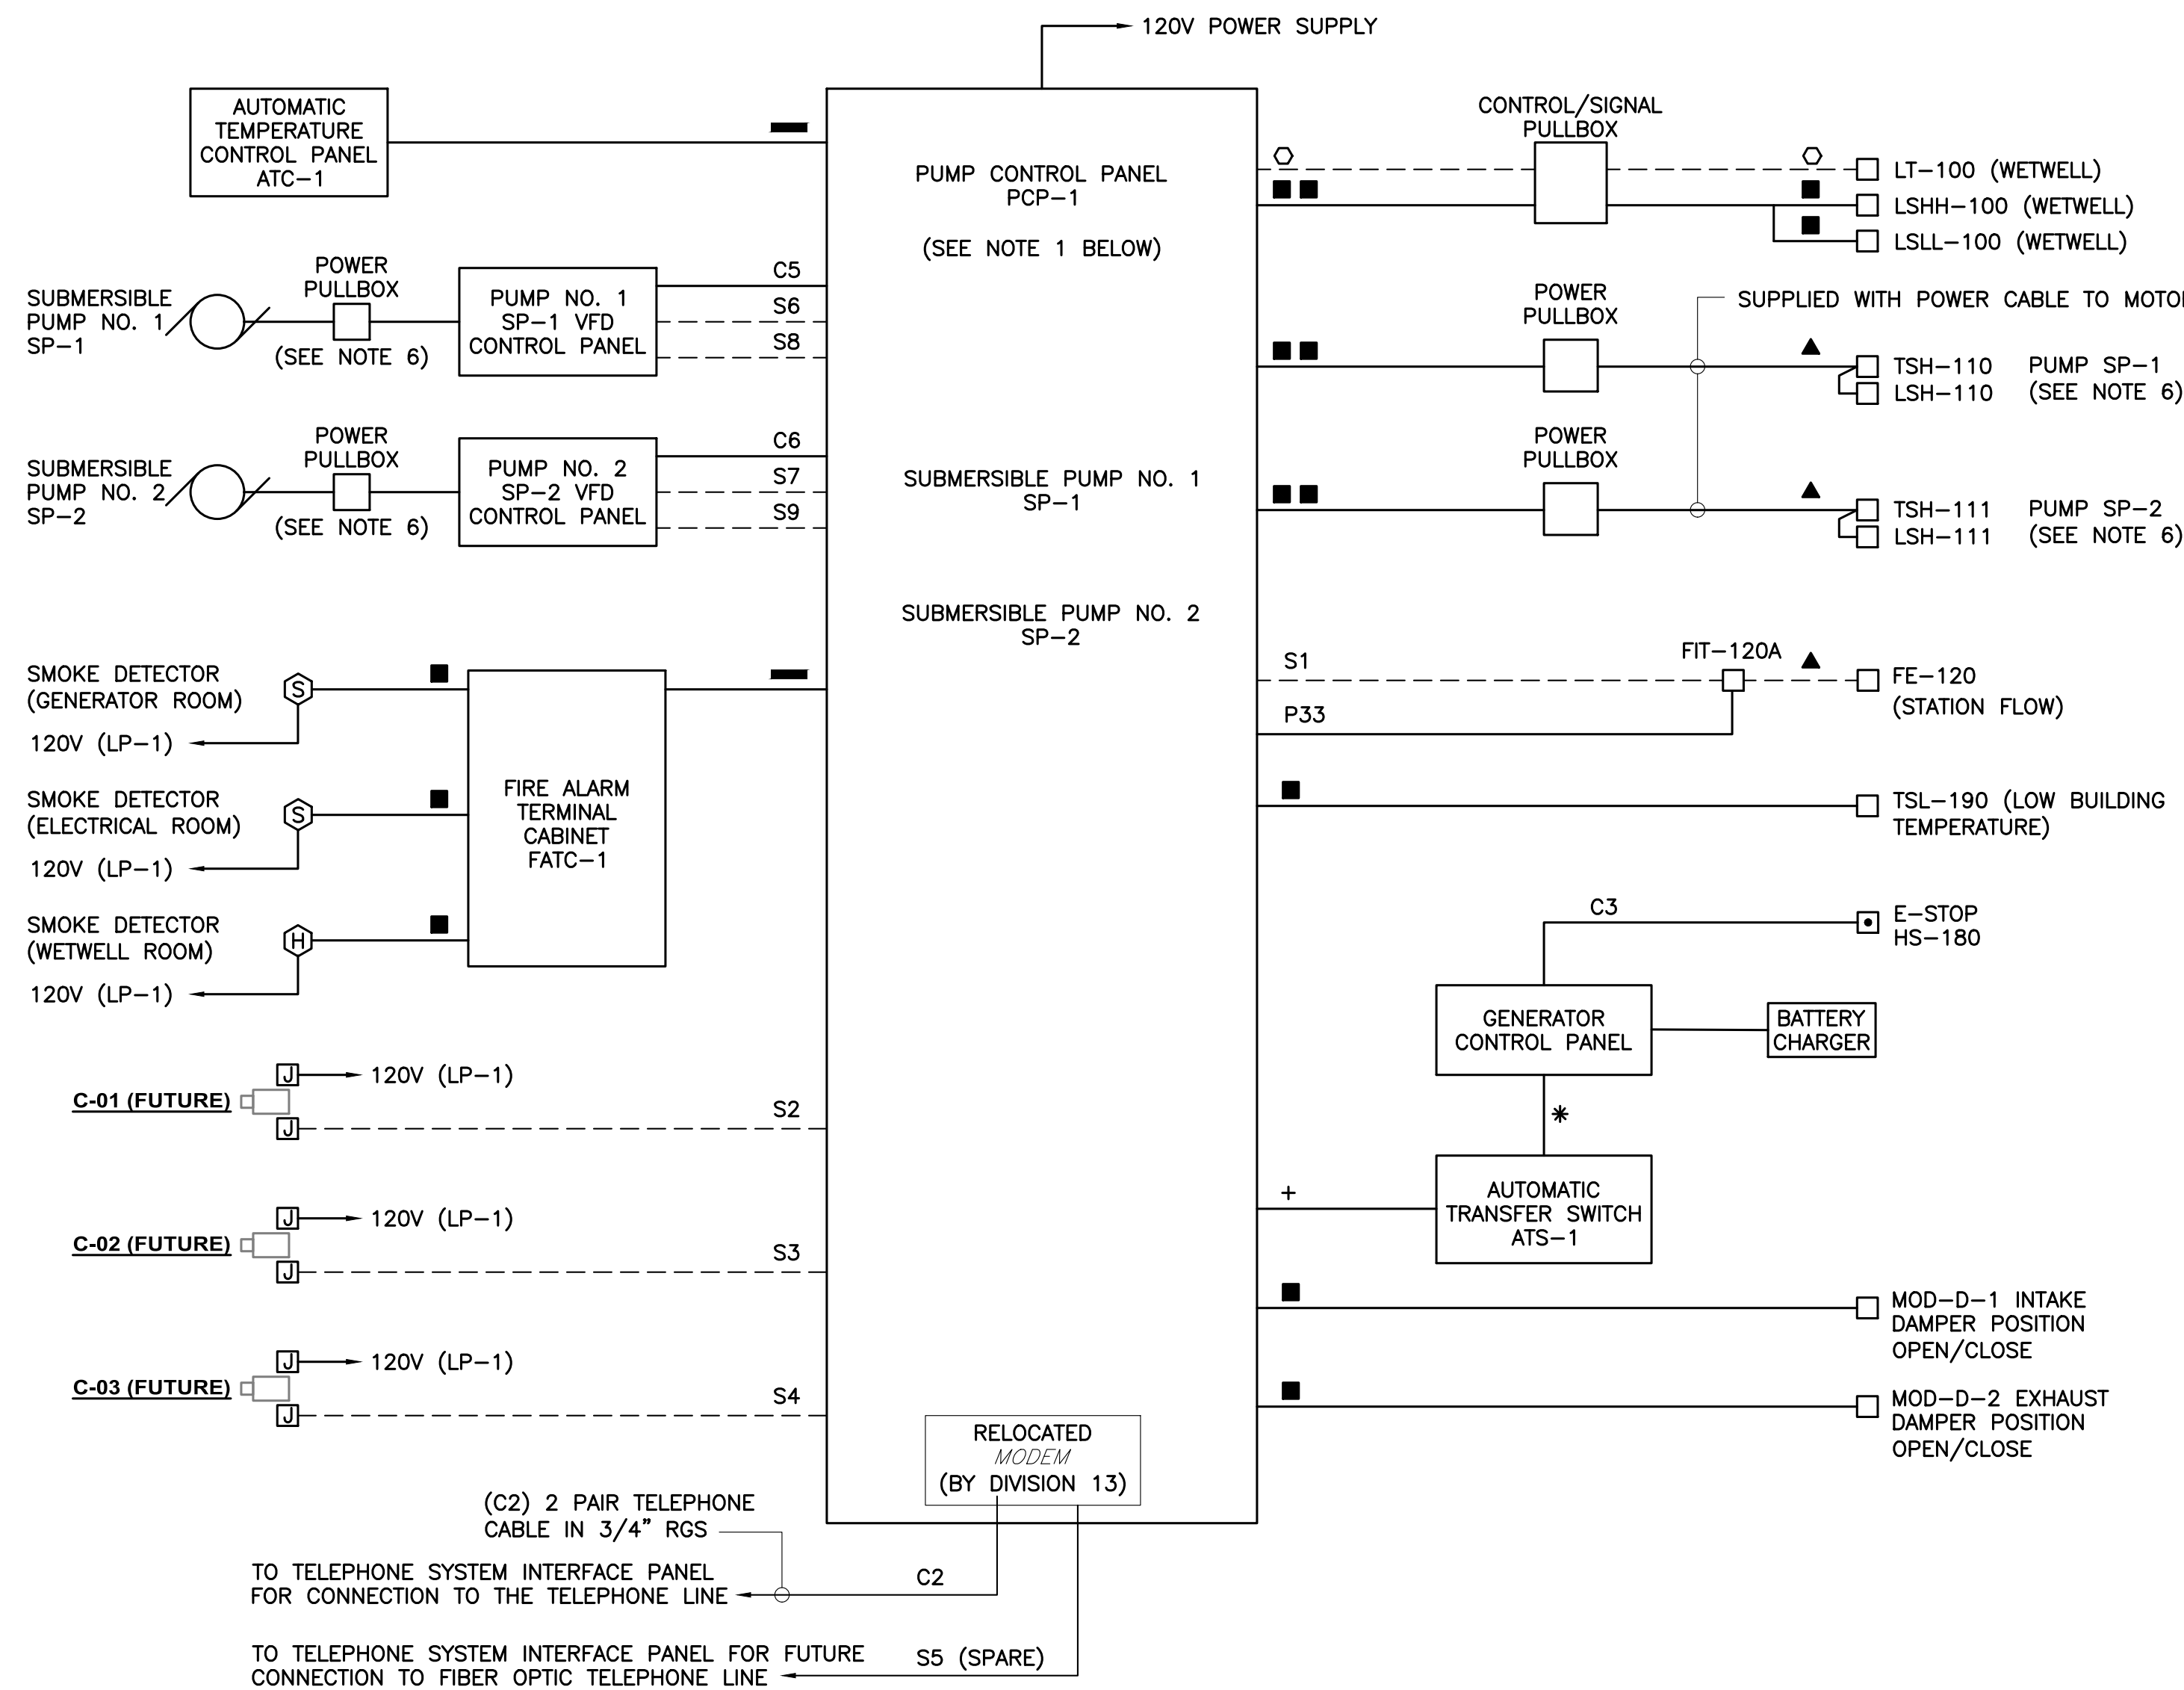 120V POWER SUPPLY
AUTOMATIC
TEMPERATURE
CONTROL PANEL
ATC-1
PUMP CONTROL PANEL
PCP-1
(SEE NOTE 1 BELOW)
CONTROL/SIGNAL
PULLBOX
LT-100 (WETWELL)
LSHH-100 (WETWELL)
LSLL-100 (WETWELL)
SUBMERSIBLE
PUMP NO. 1
SP-1
POWER
PULLBOX
(SEE NOTE 6)
PUMP NO. 1
SP-1 VFD
CONTROL PANEL
C5
S6
S8
POWER
PULLBOX
SUPPLIED WITH POWER CABLE TO MOTOR
TSH-110
LSH-110
PUMP SP-1
(SEE NOTE 6)
SUBMERSIBLE
PUMP NO. 2
SP-2
POWER
PULLBOX
(SEE NOTE 6)
PUMP NO. 2
SP-2 VFD
CONTROL PANEL
C6
S7
S9
SUBMERSIBLE PUMP NO. 1
SP-1
POWER
PULLBOX
TSH-111
LSH-111
PUMP SP-2
(SEE NOTE 6)
SUBMERSIBLE PUMP NO. 2
SP-2
SMOKE DETECTOR
(GENERATOR ROOM)
S
120V (LP-1)
SMOKE DETECTOR
(ELECTRICAL ROOM)
S
120V (LP-1)
SMOKE DETECTOR
(WETWELL ROOM)
H
120V (LP-1)
FIRE ALARM
TERMINAL
CABINET
FATC-1
S1
FIT-120A
FE-120
(STATION FLOW)
P33
TSL-190 (LOW BUILDING
TEMPERATURE)
C3
E-STOP
HS-180
GENERATOR
CONTROL PANEL
BATTERY
CHARGER
*
+
AUTOMATIC
TRANSFER SWITCH
ATS-1
J
120V (LP-1)
C-01 (FUTURE)
J
S2
J
120V (LP-1)
C-02 (FUTURE)
J
S3
J
120V (LP-1)
C-03 (FUTURE)
J
S4
MOD-D-1 INTAKE
DAMPER POSITION
OPEN/CLOSE
MOD-D-2 EXHAUST
DAMPER POSITION
OPEN/CLOSE
RELOCATED
MODEM
(BY DIVISION 13)
(C2) 2 PAIR TELEPHONE
CABLE IN 3/4" RGS
TO TELEPHONE SYSTEM INTERFACE PANEL
FOR CONNECTION TO THE TELEPHONE LINE
C2
TO TELEPHONE SYSTEM INTERFACE PANEL FOR FUTURE
CONNECTION TO FIBER OPTIC TELEPHONE LINE
S5 (SPARE)